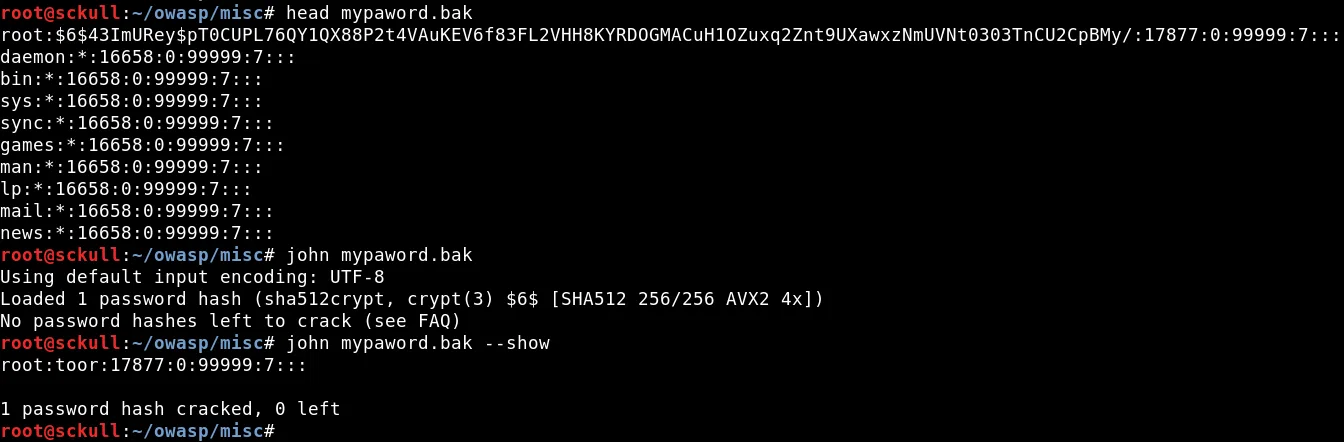 root@sckull:~/owasp/misc# head mypaword.bak
root:$6$43ImURey$pT0CUPL76QY1QX88P2t4VAuKEV6f83FL2VHH8KYRDOGMACuH1OZuxq2Znt9UXawxzNmUVNt0303TnCU2CpBMy/:17877:0:99999:7:::
daemon:*:16658:0:99999:7:::
bin:*:16658:0:99999:7:::
sys:*:16658:0:99999:7:::
sync:*:16658:0:99999:7:::
games:*:16658:0:99999:7:::
man:*:16658:0:99999:7:::
lp:*:16658:0:99999:7:::
mail:*:16658:0:99999:7:::
news:*:16658:0:99999:7:::
root@sckull:~/owasp/misc# john mypaword.bak
Using default input encoding: UTF-8
Loaded 1 password hash (sha512crypt, crypt(3) $6$ [SHA512 256/256 AVX2 4x])
No password hashes left to crack (see FAQ)
root@sckull:~/owasp/misc# john mypaword.bak --show
root:toor:17877:0:99999:7:::
1 password hash cracked, 0 left
root@sckull:~/owasp/misc#